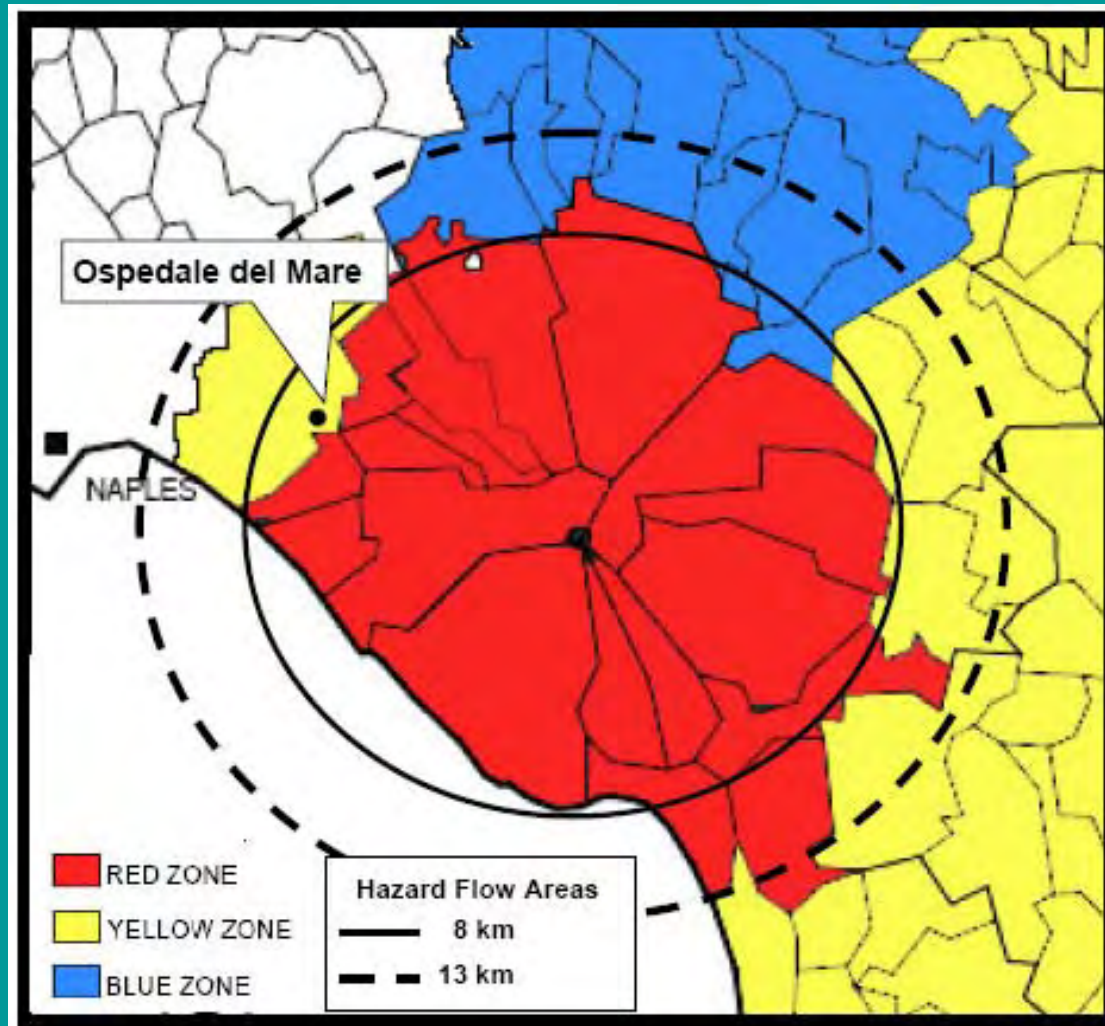 Ospedale del Mare
NAPLES
RED ZONE
YELLOW ZONE
BLUE ZONE
Hazard Flow Areas
8 km
13 km